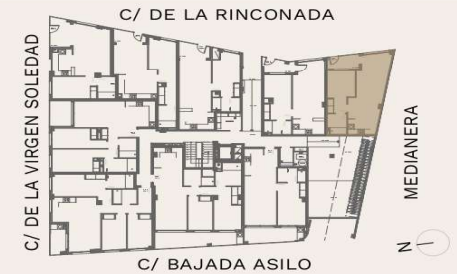 C/ DE LA RINCONADA
C/ DE LA VIRGEN SOLEDAD
MEDIANERA
N
C/ BAJADA ASILO